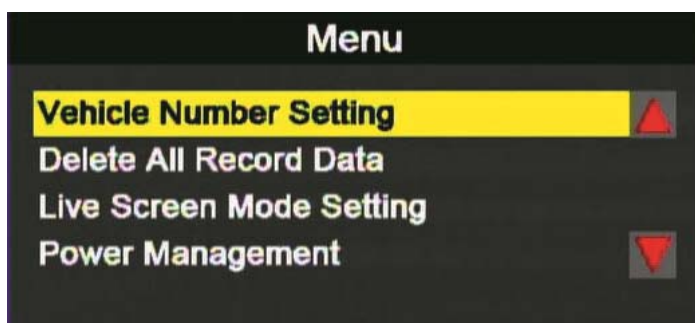 Menu
Vehicle Number Setting
Delete All Record Data
Live Screen Mode Setting
Power Management